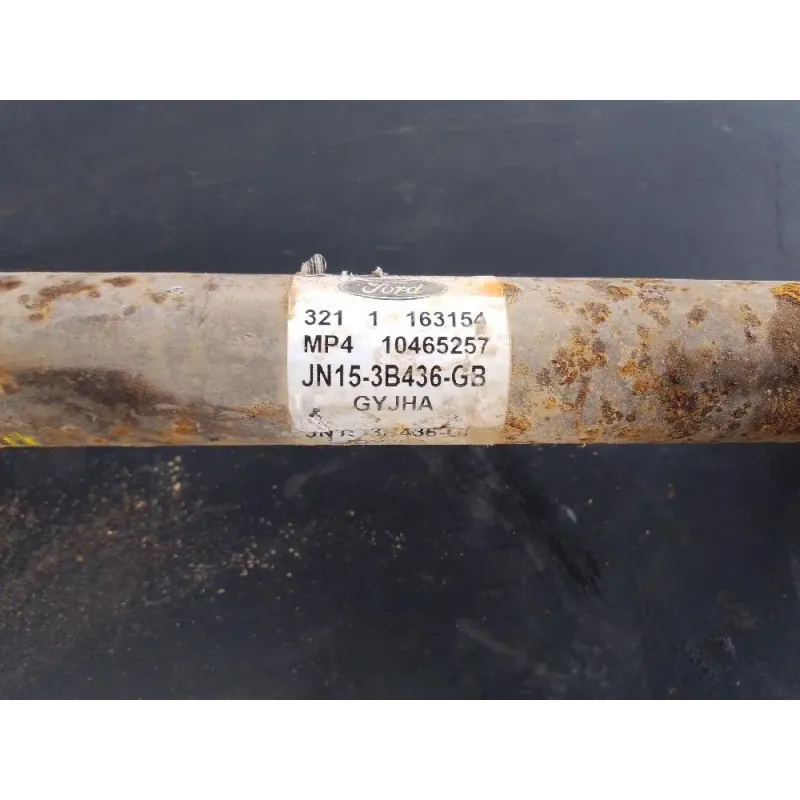 Ford
321 1 163154
MP4 10465257
JN15-3B436-GB
GYJHA